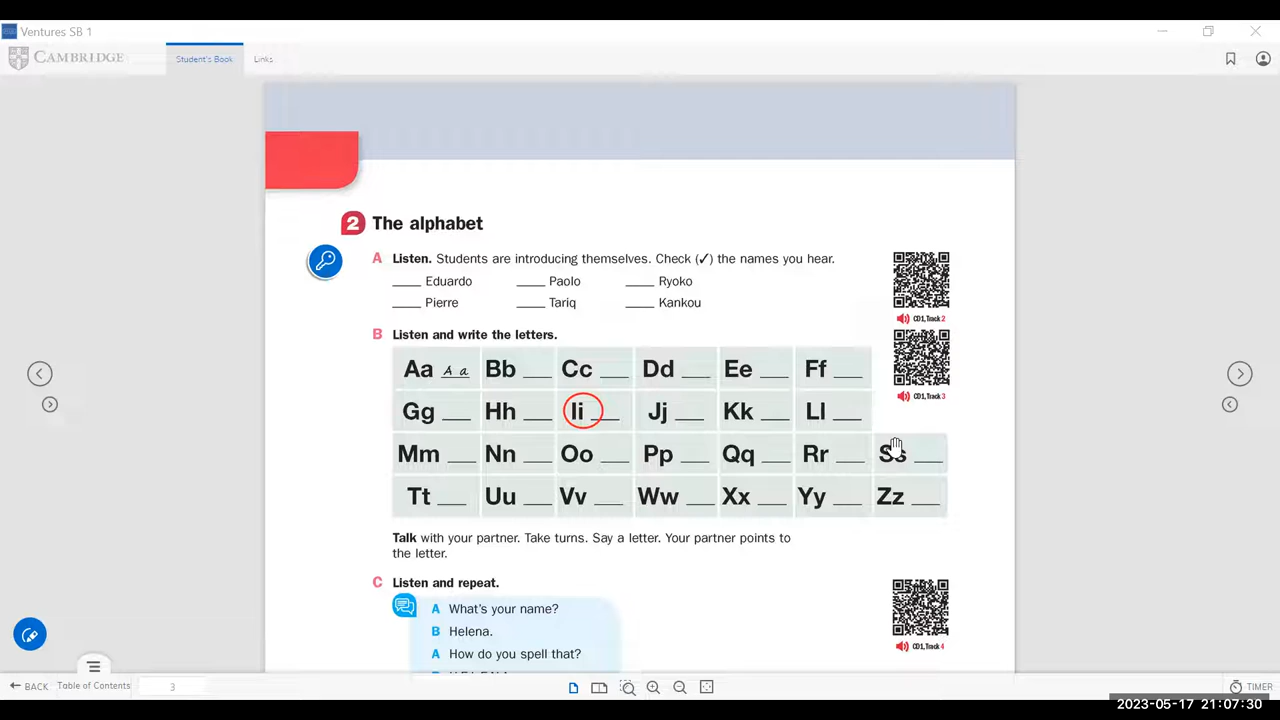 Ventures SB 1
CAMBRIDGE
Student's Book
Links
2 The alphabet
A Listen. Students are introducing themselves. Check (✓) the names you hear.
____ Eduardo ____ Paolo ____ Ryoko
____ Pierre ____ Tariq ____ Kankou
CD1, Track 2
B Listen and write the letters.
Aa A a Bb ___ Cc ___ Dd ___ Ee ___ Ff ___
CD1, Track 3
Gg ___ Hh ___ Ii ___ Jj ___ Kk ___ Ll ___
Mm ___ Nn ___ Oo ___ Pp ___ Qq ___ Rr ___ Ss ___
Tt ___ Uu ___ Vv ___ Ww ___ Xx ___ Yy ___ Zz ___
Talk with your partner. Take turns. Say a letter. Your partner points to
the letter.
C Listen and repeat.
A What's your name?
B Helena.
A How do you spell that?
CD1, Track 4
BACK Table of Contents 3 TIMER
2023-05-17 21:07:30